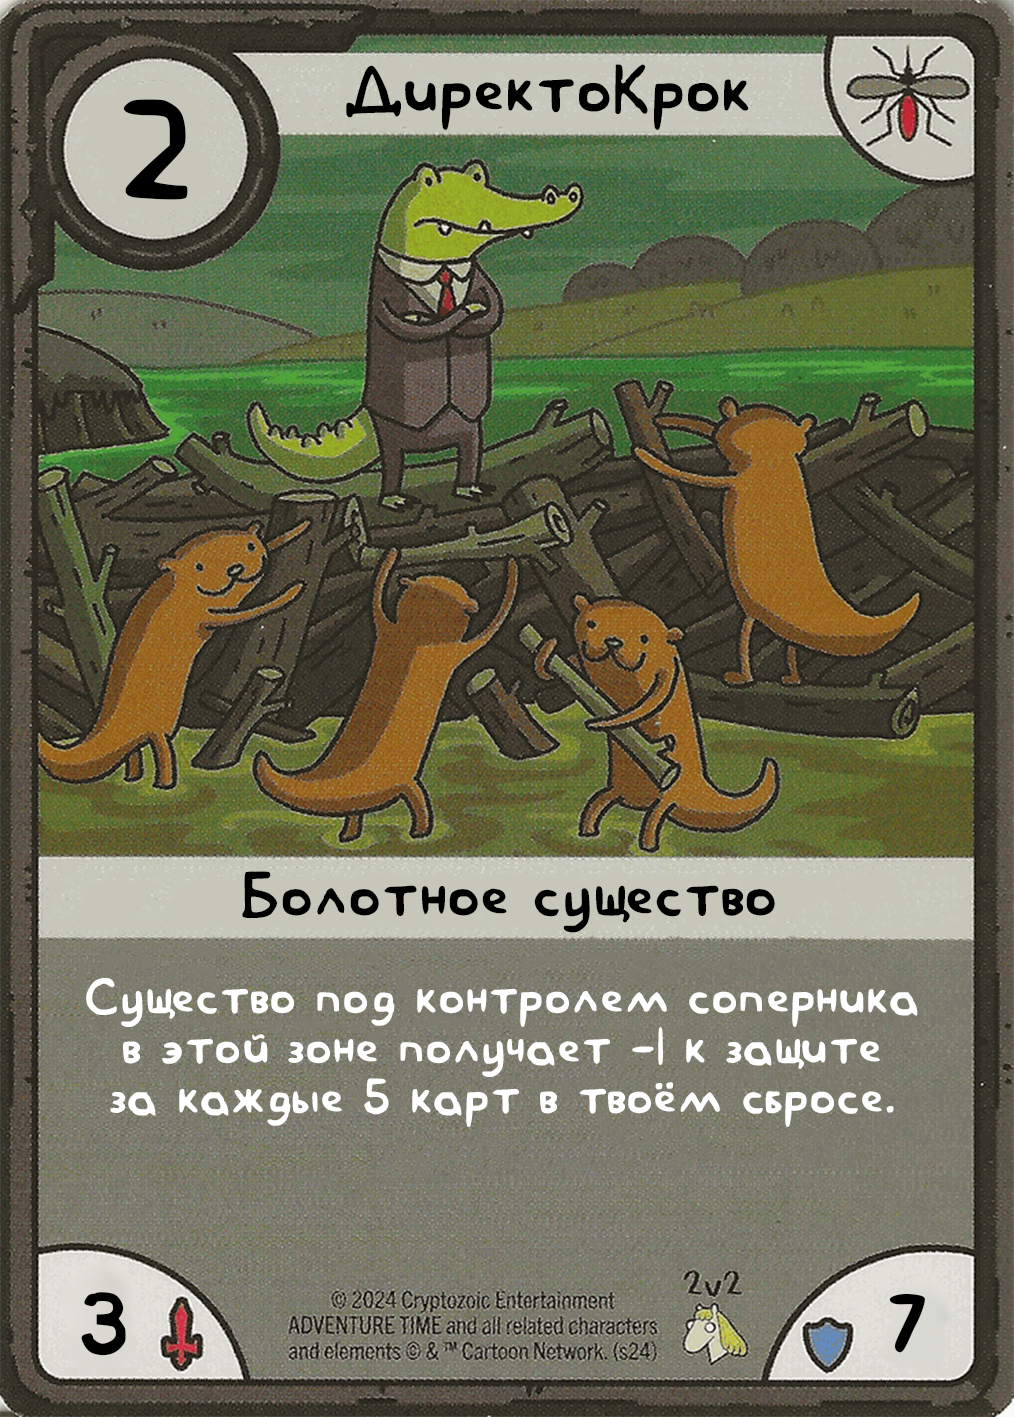 2
ДиректоКрок
Болотное существо
Существо под контролем соперника
в этой зоне получает -1 к защите
за каждые 5 карт в твоём сбросе.
3
© 2024 Cryptozoic Entertainment
ADVENTURE TIME and all related characters
and elements © & ™ Cartoon Network. (s24)
2v2
7